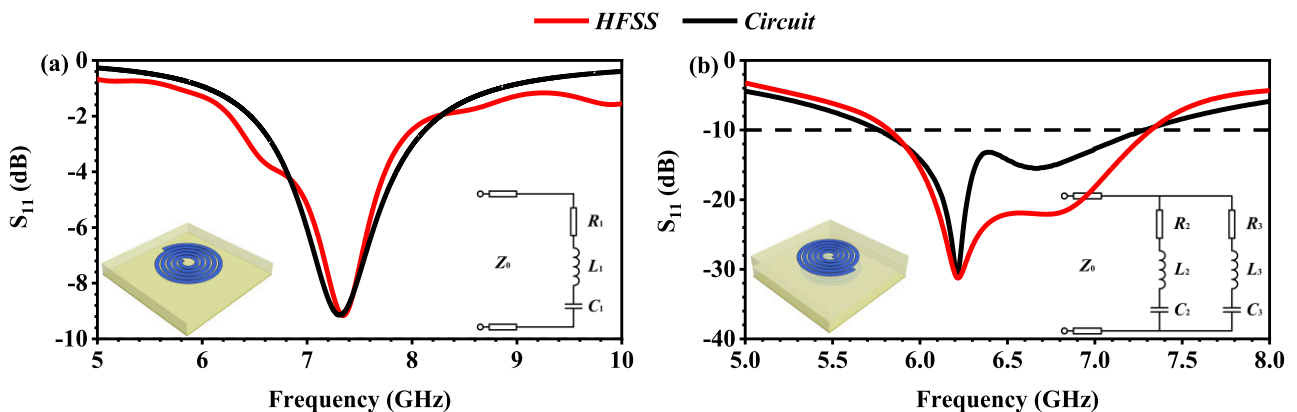 HFSS Circuit
(a)
S11 (dB)
0
-2
-4
-6
-8
-10
5 6 7 8 9 10
Frequency (GHz)
Z0
R1
L1
C1
(b)
S11 (dB)
0
-10
-20
-30
-40
5.0 5.5 6.0 6.5 7.0 7.5 8.0
Frequency (GHz)
Z0
R2 R3
L2 L3
C2 C3